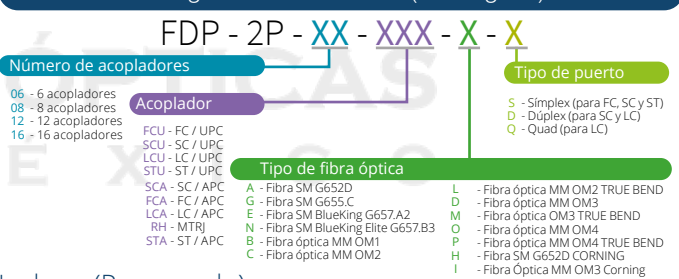 FDP - 2P - XX - XXX - X - X
Número de acopladores
06 - 6 acopladores
08 - 8 acopladores
12 - 12 acopladores
16 - 16 acopladores
Acoplador
FCU - FC / UPC
SCU - SC / UPC
LCU - LC / UPC
STU - ST / UPC
SCA - SC / APC
FCA - FC / APC
LCA - LC / APC
RH - MTRJ
STA - ST / APC
Tipo de fibra óptica
A - Fibra SM G652D
G - Fibra SM G655.C
E - Fibra SM BlueKing G657.A2
N - Fibra SM BlueKing Elite G657.B3
B - Fibra óptica MM OM1
C - Fibra óptica MM OM2
L - Fibra óptica MM OM2 TRUE BEND
D - Fibra óptica MM OM3
M - Fibra óptica OM3 TRUE BEND
O - Fibra óptica MM OM4
P - Fibra óptica MM OM4 TRUE BEND
H - Fibra SM G652D CORNING
I - Fibra Óptica MM OM3 Corning
Tipo de puerto
S - Símplex (para FC, SC y ST)
D - Dúplex (para SC y LC)
Q - Quad (para LC)
ÓPTICAS